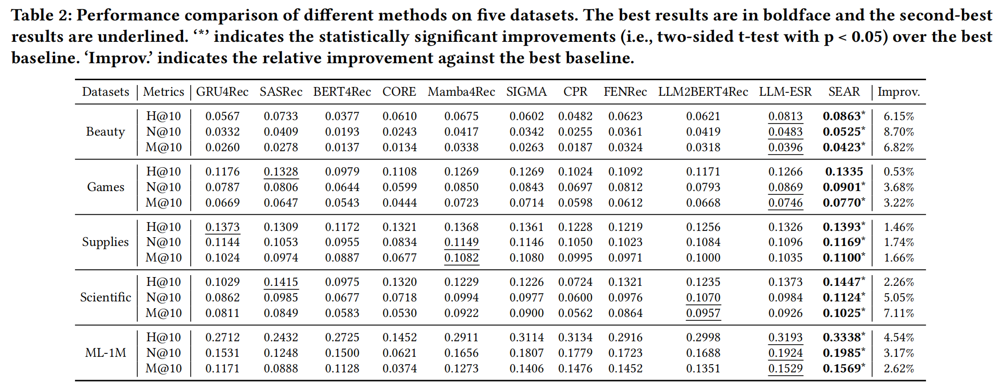 Table 2: Performance comparison of different methods on five datasets. The best results are in boldface and the second-best
results are underlined. ‘*’ indicates the statistically significant improvements (i.e., two-sided t-test with p < 0.05) over the best
baseline. ‘Improv.’ indicates the relative improvement against the best baseline.
Datasets Metrics GRU4Rec SASRec BERT4Rec CORE Mamba4Rec SIGMA CPR FENRec LLM2BERT4Rec LLM-ESR SEAR Improv.
H@10 0.0567 0.0733 0.0377 0.0610 0.0675 0.0602 0.0482 0.0623 0.0621 0.0813 0.0863* 6.15%
Beauty N@10 0.0332 0.0409 0.0193 0.0243 0.0417 0.0342 0.0255 0.0361 0.0419 0.0483 0.0525* 8.70%
M@10 0.0260 0.0278 0.0137 0.0134 0.0338 0.0263 0.0187 0.0324 0.0318 0.0396 0.0423* 6.82%
H@10 0.1176 0.1328 0.0979 0.1108 0.1269 0.1269 0.1024 0.1092 0.1171 0.1266 0.1335 0.53%
Games N@10 0.0787 0.0806 0.0644 0.0599 0.0850 0.0843 0.0697 0.0812 0.0793 0.0869 0.0901* 3.68%
M@10 0.0669 0.0647 0.0543 0.0444 0.0723 0.0714 0.0598 0.0612 0.0668 0.0746 0.0770* 3.22%
H@10 0.1373 0.1309 0.1172 0.1321 0.1368 0.1361 0.1228 0.1219 0.1256 0.1326 0.1393* 1.46%
Supplies N@10 0.1144 0.1053 0.0955 0.0834 0.1149 0.1146 0.1050 0.1023 0.1084 0.1096 0.1169* 1.74%
M@10 0.1024 0.0974 0.0887 0.0677 0.1082 0.1080 0.0995 0.0971 0.1000 0.1035 0.1100* 1.66%
H@10 0.1029 0.1415 0.0975 0.1320 0.1229 0.1226 0.0724 0.1321 0.1235 0.1373 0.1447* 2.26%
Scientific N@10 0.0862 0.0985 0.0677 0.0718 0.0994 0.0977 0.0600 0.0976 0.1070 0.0984 0.1124* 5.05%
M@10 0.0811 0.0849 0.0583 0.0530 0.0922 0.0900 0.0562 0.0864 0.0957 0.0926 0.1025* 7.11%
H@10 0.2712 0.2432 0.2725 0.1452 0.2911 0.3114 0.3134 0.2916 0.2998 0.3193 0.3338* 4.54%
ML-1M N@10 0.1531 0.1248 0.1500 0.0621 0.1656 0.1807 0.1779 0.1723 0.1688 0.1924 0.1985* 3.17%
M@10 0.1171 0.0888 0.1128 0.0374 0.1273 0.1406 0.1476 0.1452 0.1351 0.1529 0.1569* 2.62%